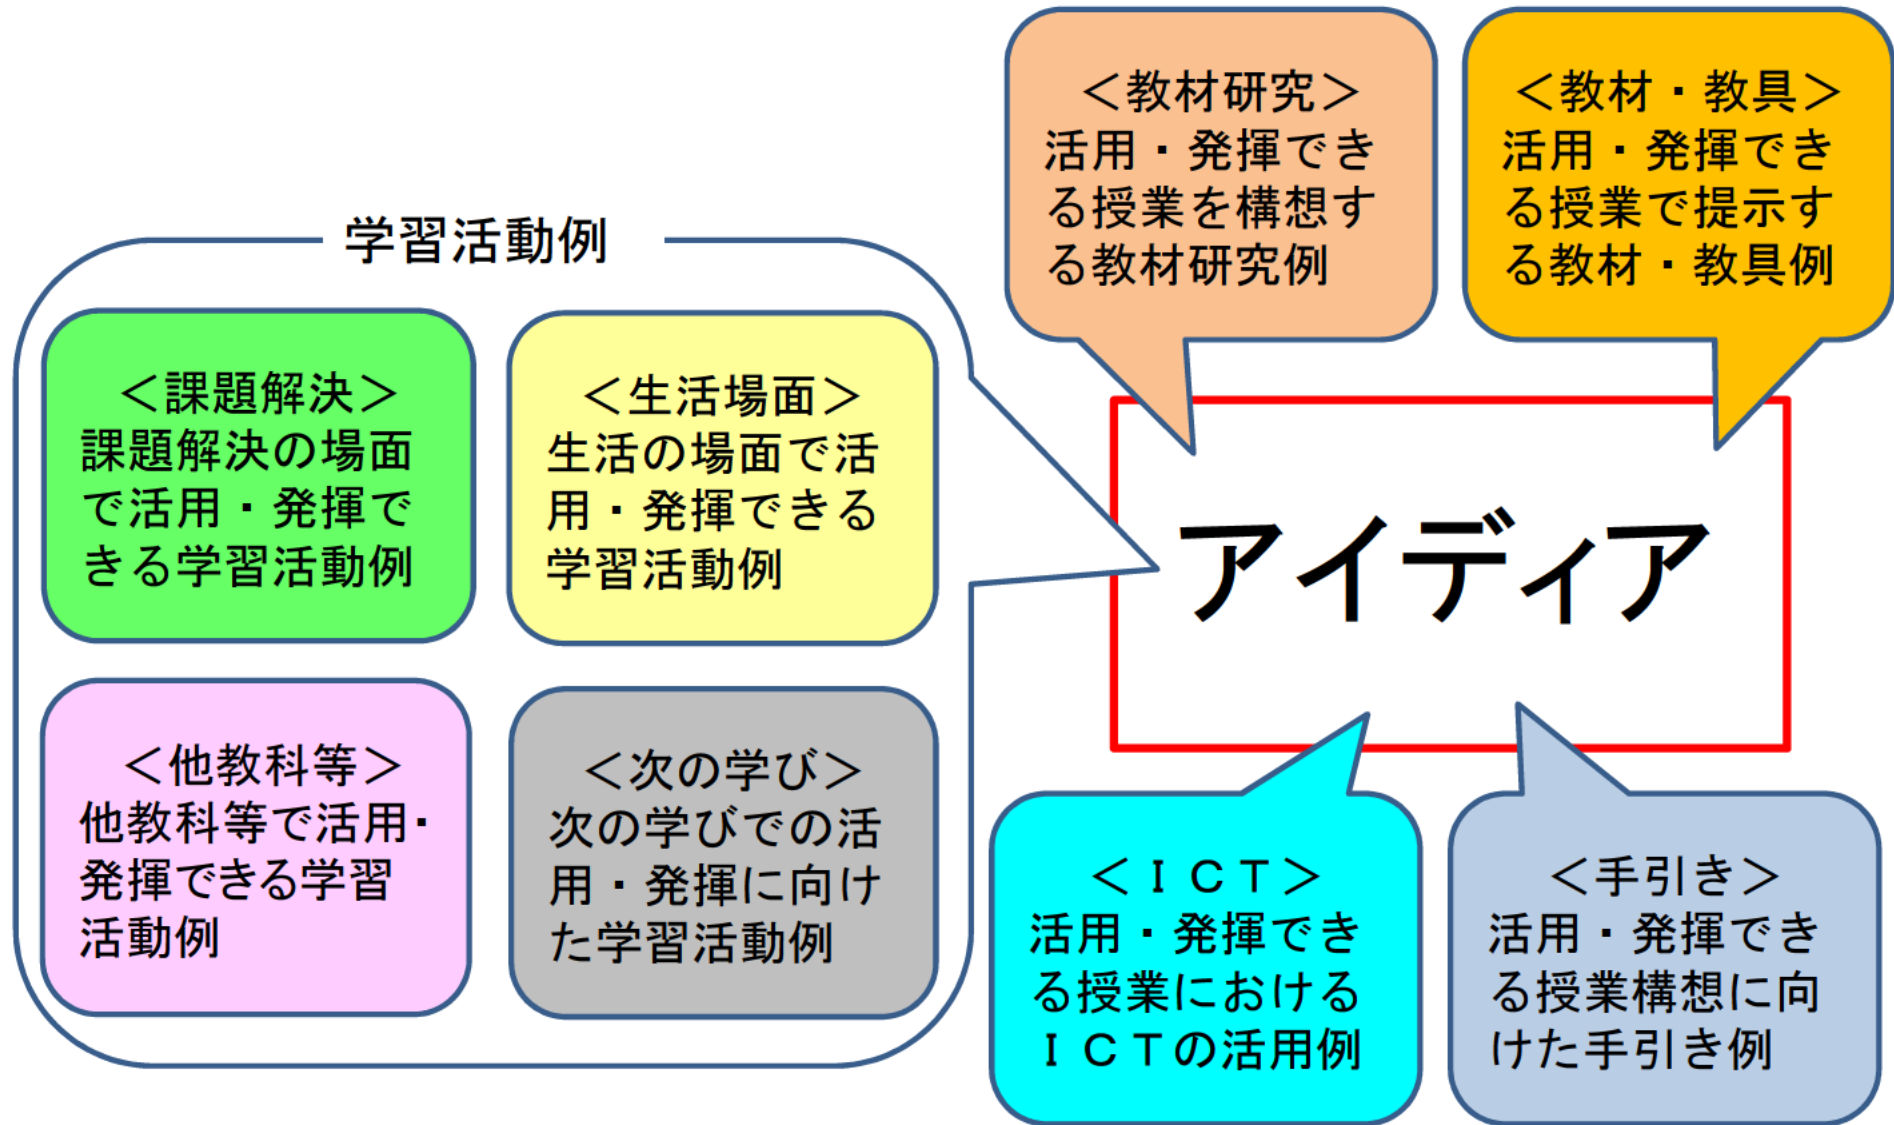 学習活動例
＜課題解決＞
課題解決の場面
で活用・発揮で
きる学習活動例
＜生活場面＞
生活の場面で活
用・発揮できる
学習活動例
＜他教科等＞
他教科等で活用・
発揮できる学習
活動例
＜次の学び＞
次の学びでの活
用・発揮に向け
た学習活動例
＜教材研究＞
活用・発揮でき
る授業を構想す
る教材研究例
＜教材・教具＞
活用・発揮でき
る授業で提示す
る教材・教具例
アイディア
＜ＩＣＴ＞
活用・発揮でき
る授業における
ＩＣＴの活用例
＜手引き＞
活用・発揮でき
る授業構想に向
けた手引き例